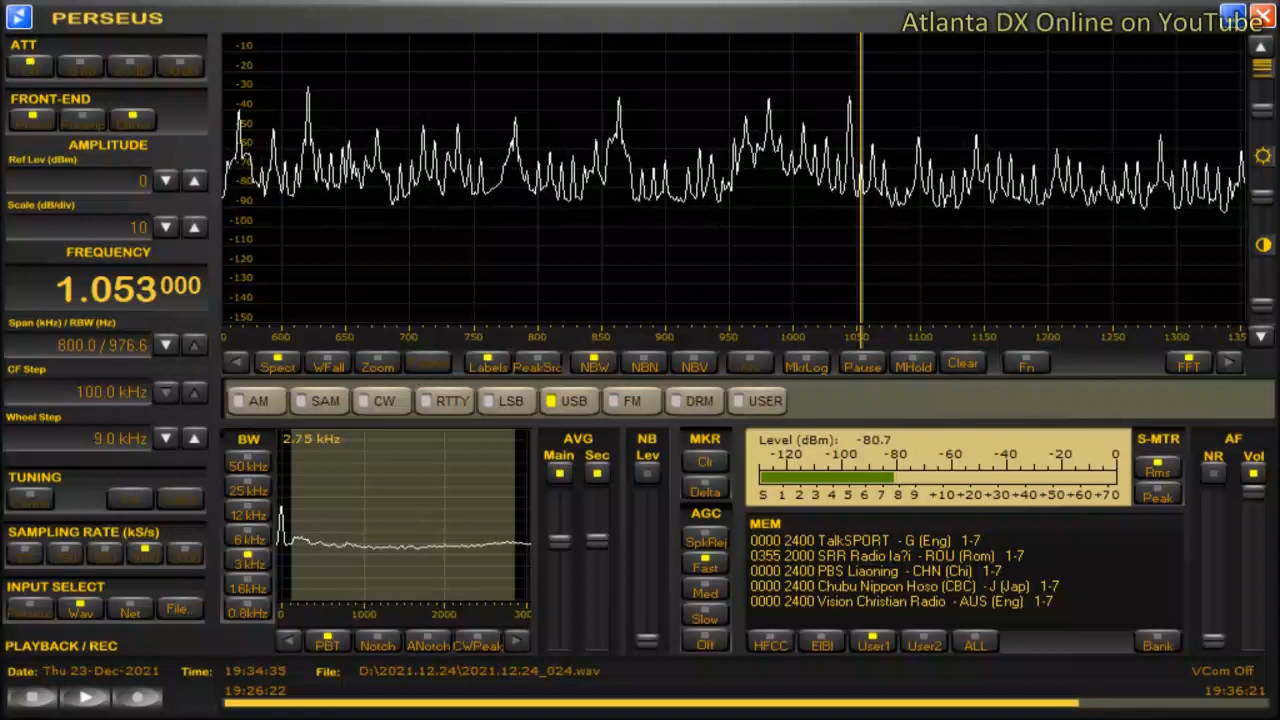 PERSEUS
Atlanta DX Online on YouTube
ATT
FRONT-END
AMPLITUDE
Ref Lev (dBm)
0
Scale (dB/div)
10
FREQUENCY
1.053000
Span (kHz) / RBW (Hz)
800.0 / 976.6
CF Step
100.0 kHz
Wheel Step
9.0 kHz
TUNING
SAMPLING RATE (kS/s)
INPUT SELECT
Wav Net File..
PLAYBACK / REC
-10
-20
-30
-40
-50
-60
-70
-80
-90
-100
-110
-120
-130
-140
-150
600 650 700 750 800 850 900 950 1000 1050 1100 1150 1200 1250 1300
Spect WFall Zoom Labels PeakSrc NBW NBN NBV MkrLog Pause MHold Clear Fn FFT
AM SAM CW RTTY LSB USB FM DRM USER
BW
50 kHz
25 kHz
12 kHz
6 kHz
3 kHz
1.6kHz
0.8kHz
2.75 kHz
0 1000 2000
PBT Notch ANotch CWPeak
AVG
Main Sec
NB
Lev
MKR
Clr
Delta
AGC
SpkRej
Fast
Med
Slow
Off
Level (dBm): -80.7
-120 -100 -80 -60 -40 -20 0
S 1 2 3 4 5 6 7 8 9 +10+20+30+40+50+60+70
S-MTR
Rms
Peak
AF
NR Vol
MEM
0000 2400 TalkSPORT - G (Eng) 1-7
0355 2000 SRR Radio Ia?i - ROU (Rom) 1-7
0000 2400 PBS Liaoning - CHN (Chi) 1-7
0000 2400 Chubu Nippon Hoso (CBC) - J (Jap) 1-7
0000 2400 Vision Christian Radio - AUS (Eng) 1-7
HFCC EIBI User1 User2 ALL Bank
Date: Thu 23-Dec-2021 Time: 19:34:35 File: D:\2021.12.24\2021.12.24_024.wav VCom Off
19:26:22 19:36:21